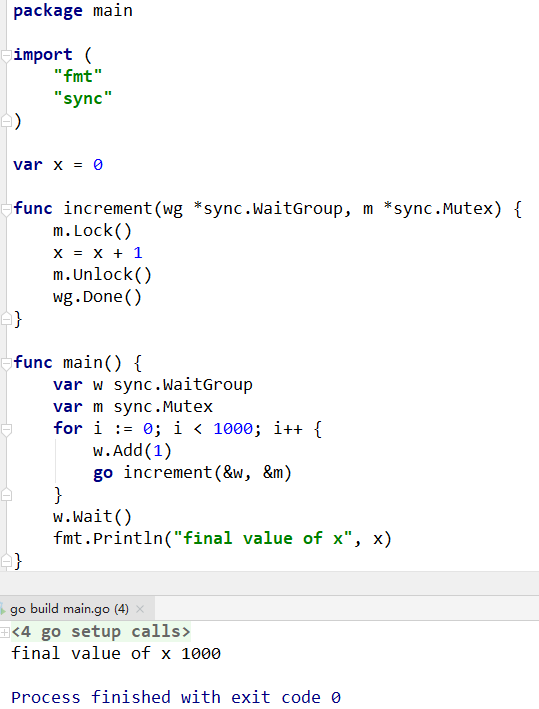 package main
import (
"fmt"
"sync"
)
var x = 0
func increment(wg *sync.WaitGroup, m *sync.Mutex) {
m.Lock()
x = x + 1
m.Unlock()
wg.Done()
}
func main() {
var w sync.WaitGroup
var m sync.Mutex
for i := 0; i < 1000; i++ {
w.Add(1)
go increment(&w, &m)
}
w.Wait()
fmt.Println("final value of x", x)
}
go build main.go (4)
<4 go setup calls>
final value of x 1000
Process finished with exit code 0